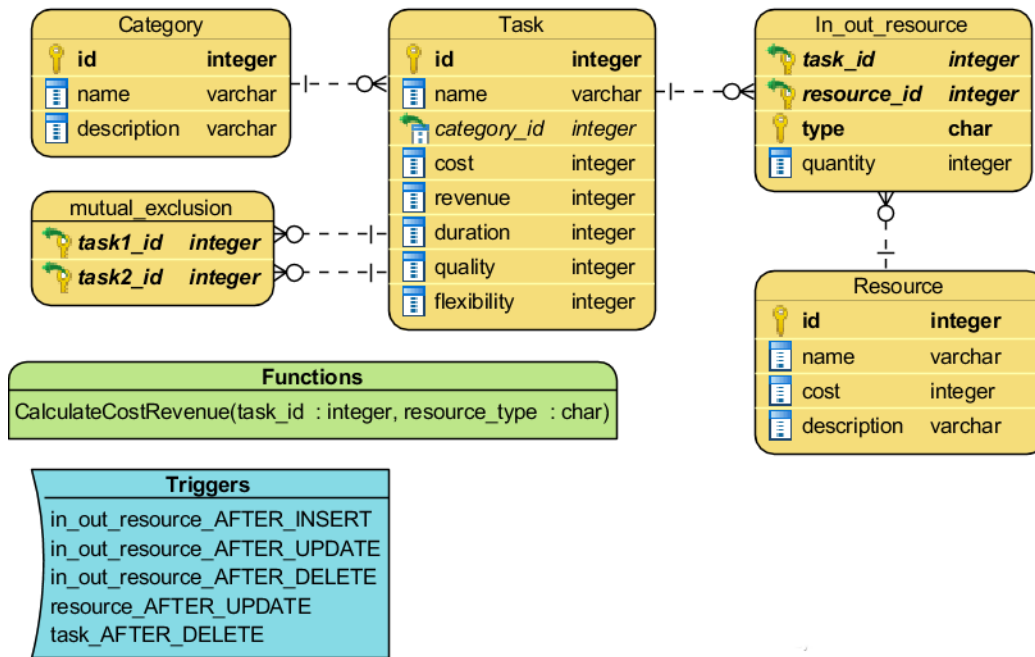 Category
id integer
name varchar
description varchar
Task
id integer
name varchar
category_id integer
cost integer
revenue integer
duration integer
quality integer
flexibility integer
In_out_resource
task_id integer
resource_id integer
type char
quantity integer
mutual_exclusion
task1_id integer
task2_id integer
Resource
id integer
name varchar
cost integer
description varchar
Functions
CalculateCostRevenue(task_id : integer, resource_type : char)
Triggers
in_out_resource_AFTER_INSERT
in_out_resource_AFTER_UPDATE
in_out_resource_AFTER_DELETE
resource_AFTER_UPDATE
task_AFTER_DELETE